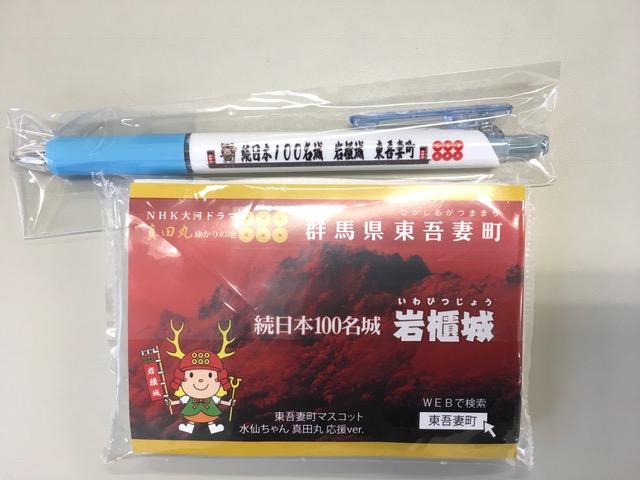 続日本100名城 岩櫃城 東吾妻町
NHK大河ドラマ
真田丸ゆかりの地
ひがしあがつままち
群馬県東吾妻町
いわびつじょう
続日本100名城 岩櫃城
岩櫃城
WEBで検索
東吾妻町
東吾妻町マスコット
水仙ちゃん 真田丸 応援ver.